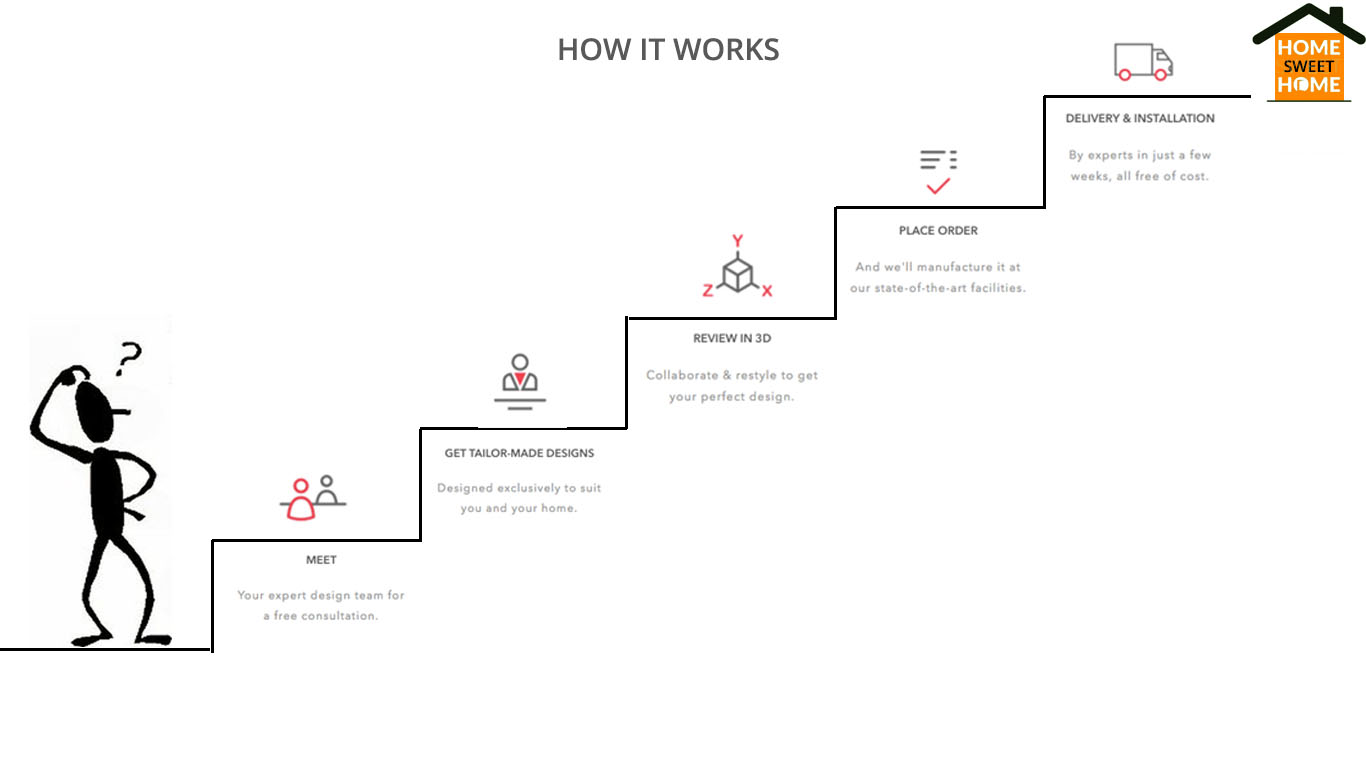 HOW IT WORKS
HOME
SWEET
HOME
DELIVERY & INSTALLATION
By experts in just a few
weeks, all free of cost.
PLACE ORDER
And we'll manufacture it at
our state-of-the-art facilities.
Y
Z
X
REVIEW IN 3D
Collaborate & restyle to get
your perfect design.
?
GET TAILOR-MADE DESIGNS
Designed exclusively to suit
you and your home.
MEET
Your expert design team for
a free consultation.